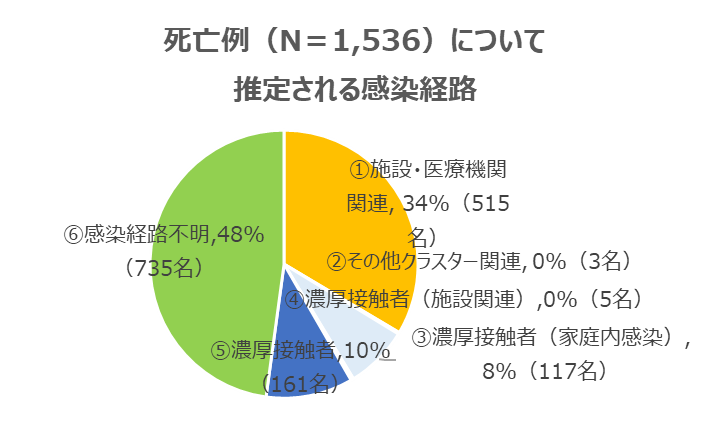 死亡例（N＝1,536）について
推定される感染経路
①施設・医療機関
関連, 34%（515
名）
②その他クラスター関連, 0%（3名）
④濃厚接触者（施設関連）,0%（5名）
③濃厚接触者（家庭内感染）,
8%（117名）
⑤濃厚接触者,10%
（161名）
⑥感染経路不明,48%
（735名）